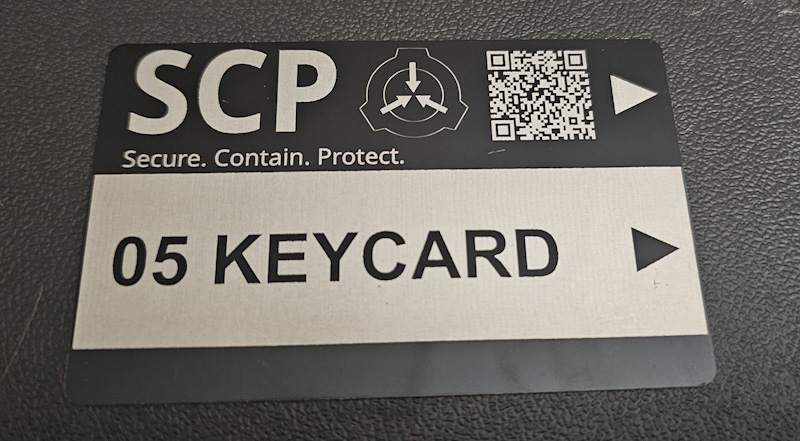 SCP
Secure. Contain. Protect.
05 KEYCARD